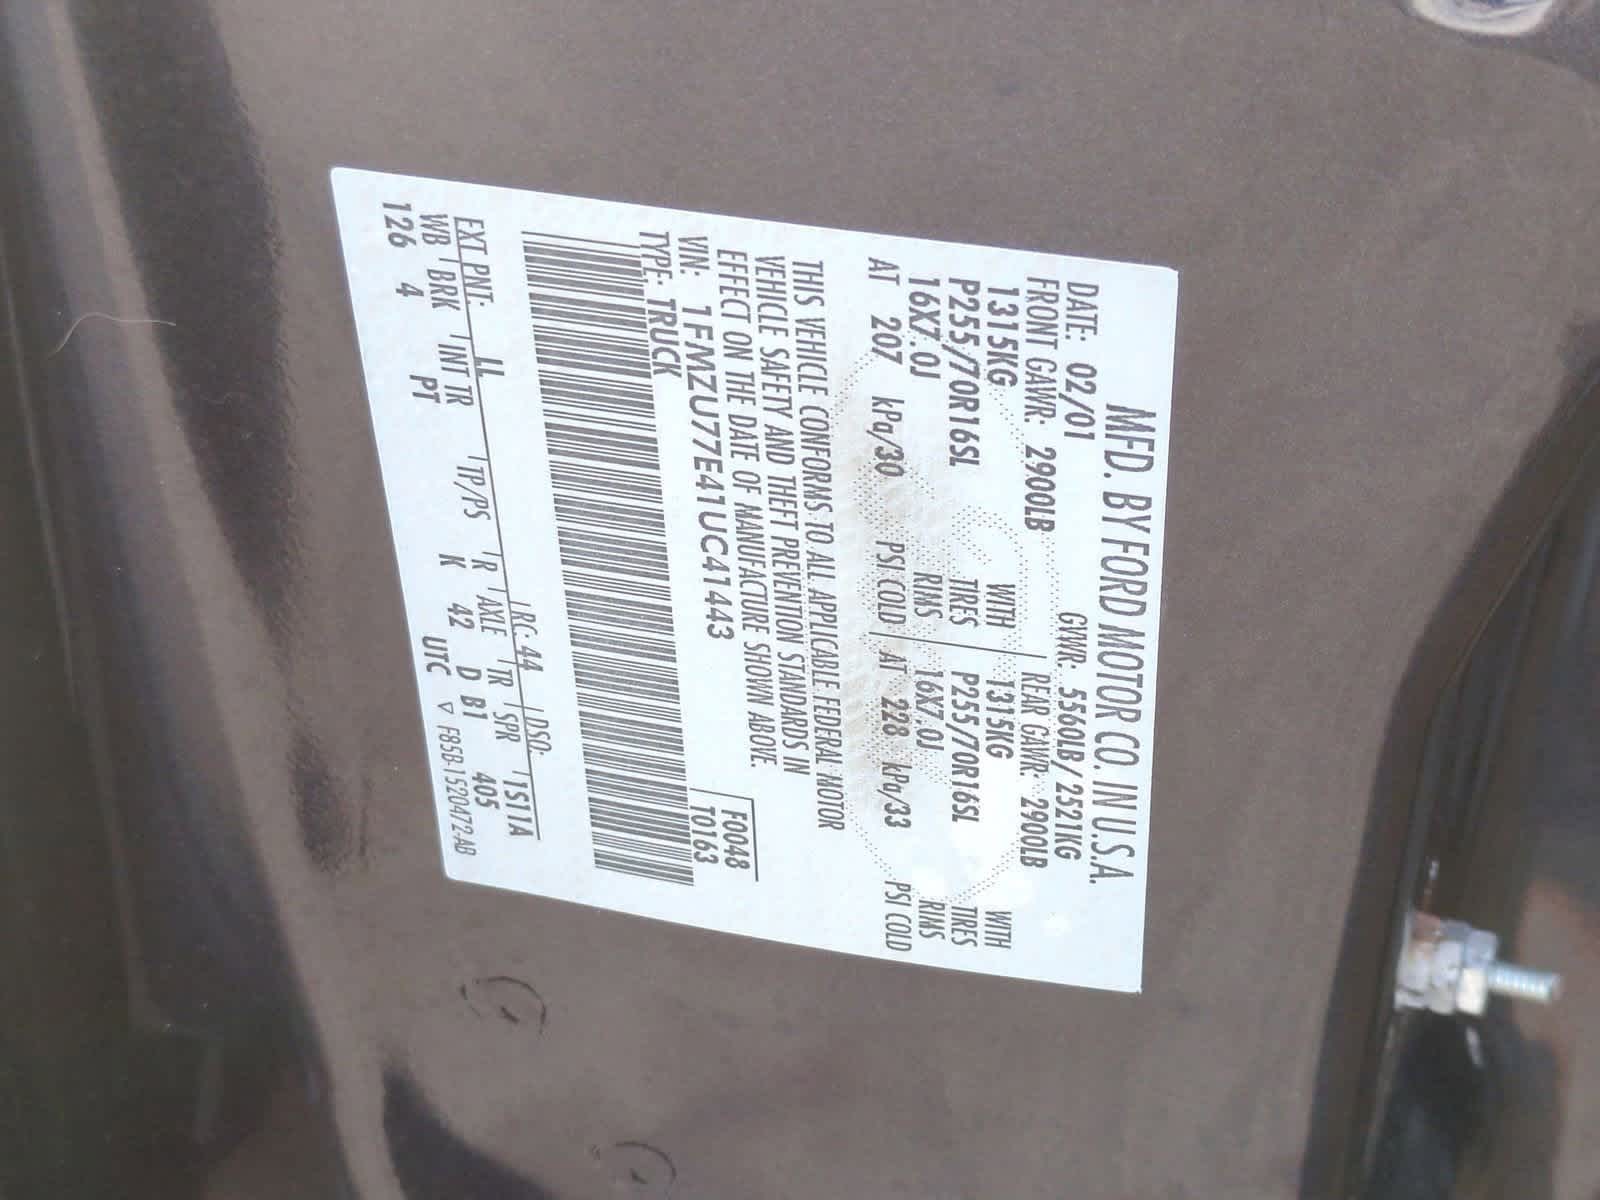 MFD. BY FORD MOTOR CO. IN U.S.A.
DATE: 02/01 GVWR: 5560LB/2521KG
FRONT GAWR: 2900LB REAR GAWR: 2900LB
1315KG WITH 1315KG WITH
P255/70R16SL TIRES P255/70R16SL TIRES
16X7.0J RIMS 16X7.0J RIMS
AT 207 kPa/30 PSI COLD AT 228 kPa/33 PSI COLD
THIS VEHICLE CONFORMS TO ALL APPLICABLE FEDERAL MOTOR
VEHICLE SAFETY AND THEFT PREVENTION STANDARDS IN
EFFECT ON THE DATE OF MANUFACTURE SHOWN ABOVE.
VIN: 1FMZU77E41UC41443 F0048
TYPE: TRUCK T0163
EXT PNT: LL RC: 44 DSO:
WB BRK INT TR TP/PS R AXLE TR SPR 1S11A
126 4 PT K 42 D B1 405
UTC ▽ F85B-1520472-AB